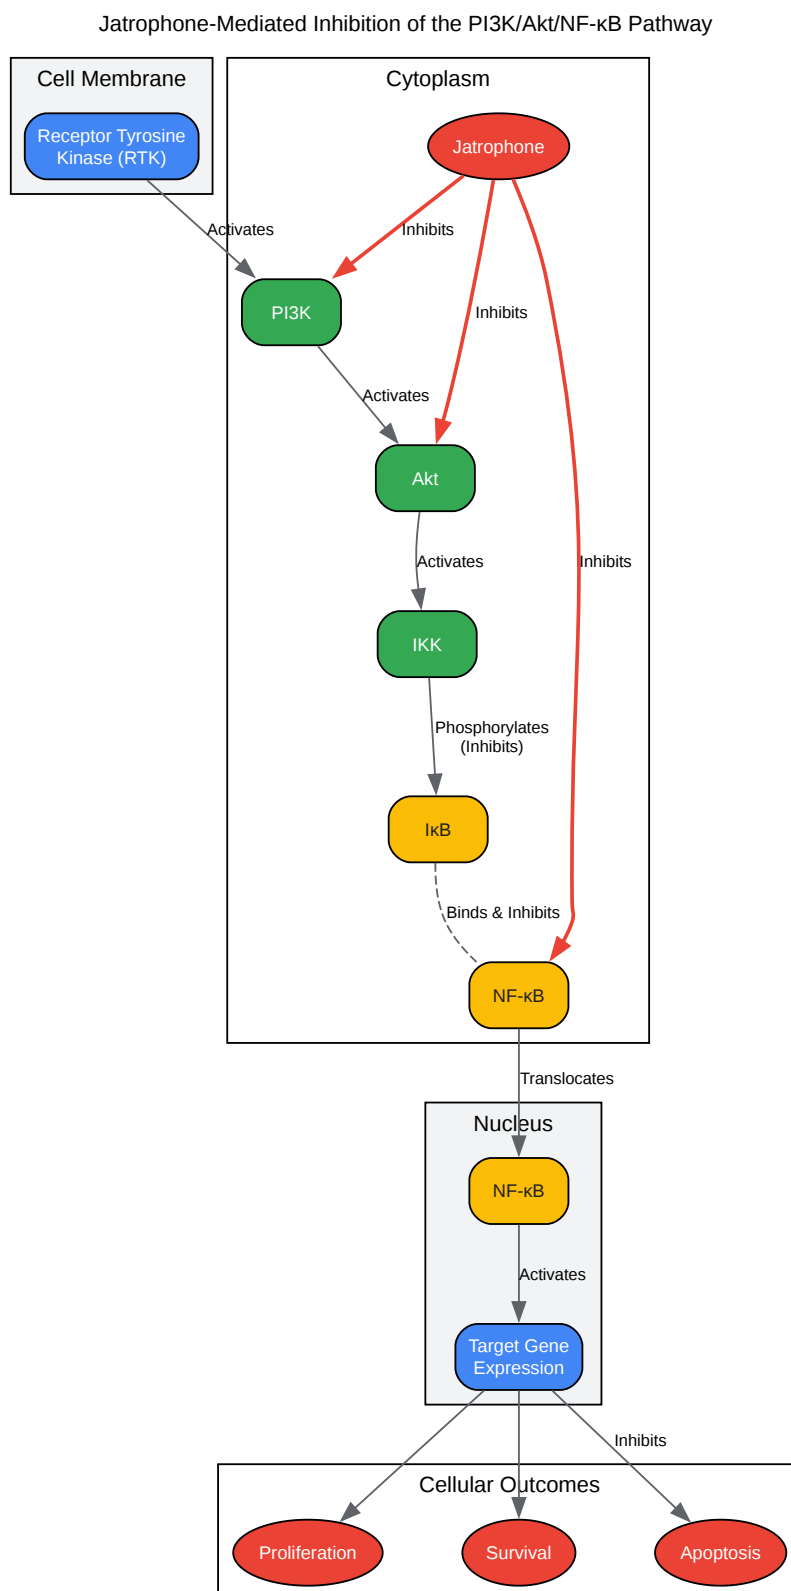 Jatrophone-Mediated Inhibition of the PI3K/Akt/NF-κB Pathway
Cell Membrane
Cytoplasm
Receptor Tyrosine
Kinase (RTK)
Jatrophone
Activates
Inhibits
PI3K
Inhibits
Activates
Akt
Activates
Inhibits
IKK
Phosphorylates
(Inhibits)
IκB
Binds & Inhibits
NF-κB
Translocates
Nucleus
NF-κB
Activates
Target Gene
Expression
Inhibits
Cellular Outcomes
Proliferation
Survival
Apoptosis